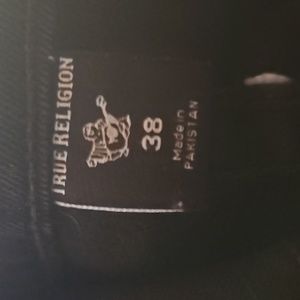 TRUE RELIGION
38
Made in
PAKISTAN